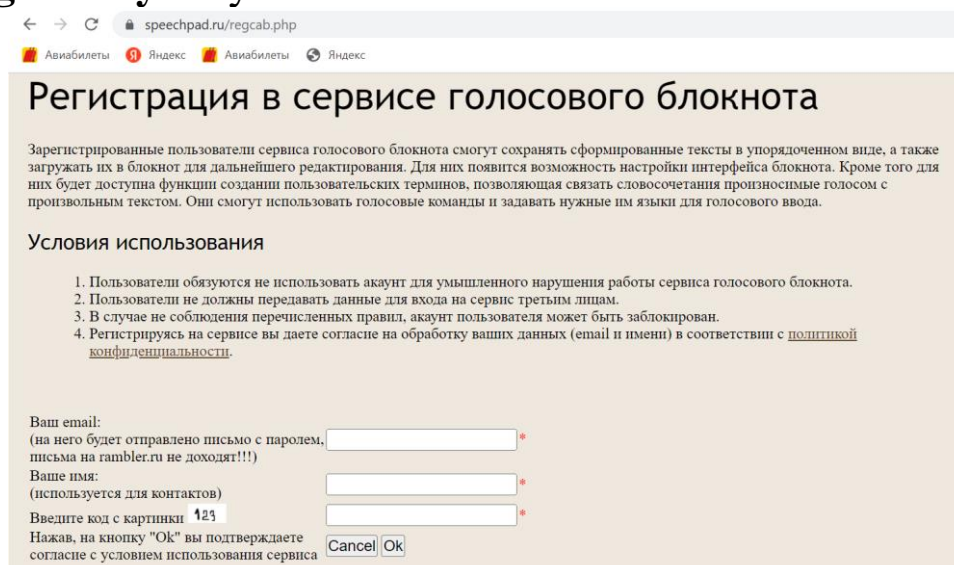 speechpad.ru/regcab.php
Авиабилеты Яндекс Авиабилеты Яндекс
Регистрация в сервисе голосового блокнота
Зарегистрированные пользователи сервиса голосового блокнота смогут сохранять сформированные тексты в упорядоченном виде, а также
загружать их в блокнот для дальнейшего редактирования. Для них появится возможность настройки интерфейса блокнота. Кроме того для
них будет доступна функции создании пользовательских терминов, позволяющая связать словосочетания произносимые голосом с
произвольным текстом. Они смогут использовать голосовые команды и задавать нужные им языки для голосового ввода.
Условия использования
1. Пользователи обязуются не использовать акаунт для умышленного нарушения работы сервиса голосового блокнота.
2. Пользователи не должны передавать данные для входа на сервис третьим лицам.
3. В случае не соблюдения перечисленных правил, акаунт пользователя может быть заблокирован.
4. Регистрируясь на сервисе вы даете согласие на обработку ваших данных (email и имени) в соответствии с политикой
конфиденциальности.
Ваш email:
(на него будет отправлено письмо с паролем, *
письма на rambler.ru не доходят!!!)
Ваше имя: *
(используется для контактов)
Введите код с картинки 123 *
Нажав, на кнопку "Ok" вы подтверждаете
согласие с условием использования сервиса Cancel Ok